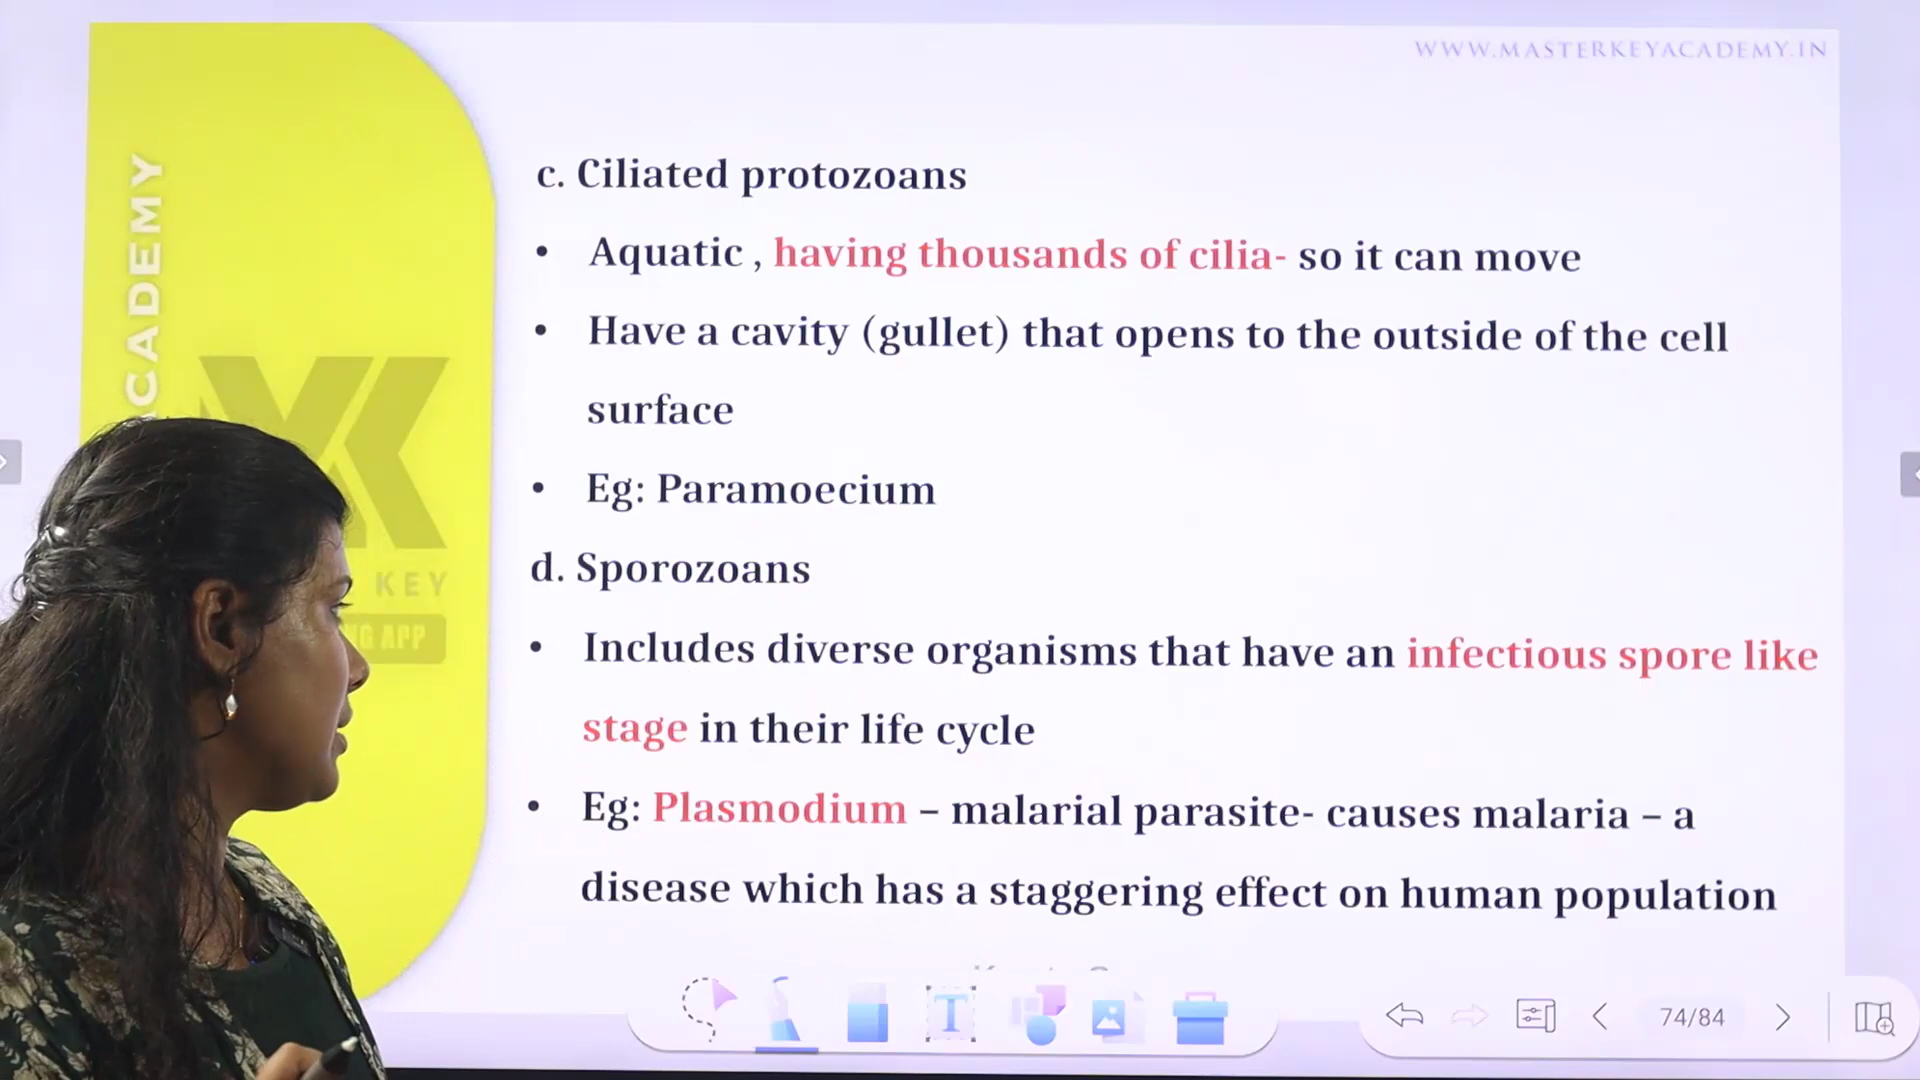 WWW.MASTERKEYACADEMY.IN
CADEMY
c. Ciliated protozoans
• Aquatic , having thousands of cilia- so it can move
• Have a cavity (gullet) that opens to the outside of the cell
surface
• Eg: Paramoecium
d. Sporozoans
KEY
NG APP
• Includes diverse organisms that have an infectious spore like
stage in their life cycle
• Eg: Plasmodium – malarial parasite- causes malaria – a
disease which has a staggering effect on human population
T
74/84